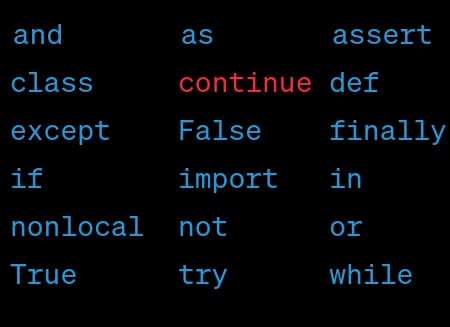 and as assert
class continue def
except False finally
if import in
nonlocal not or
True try while